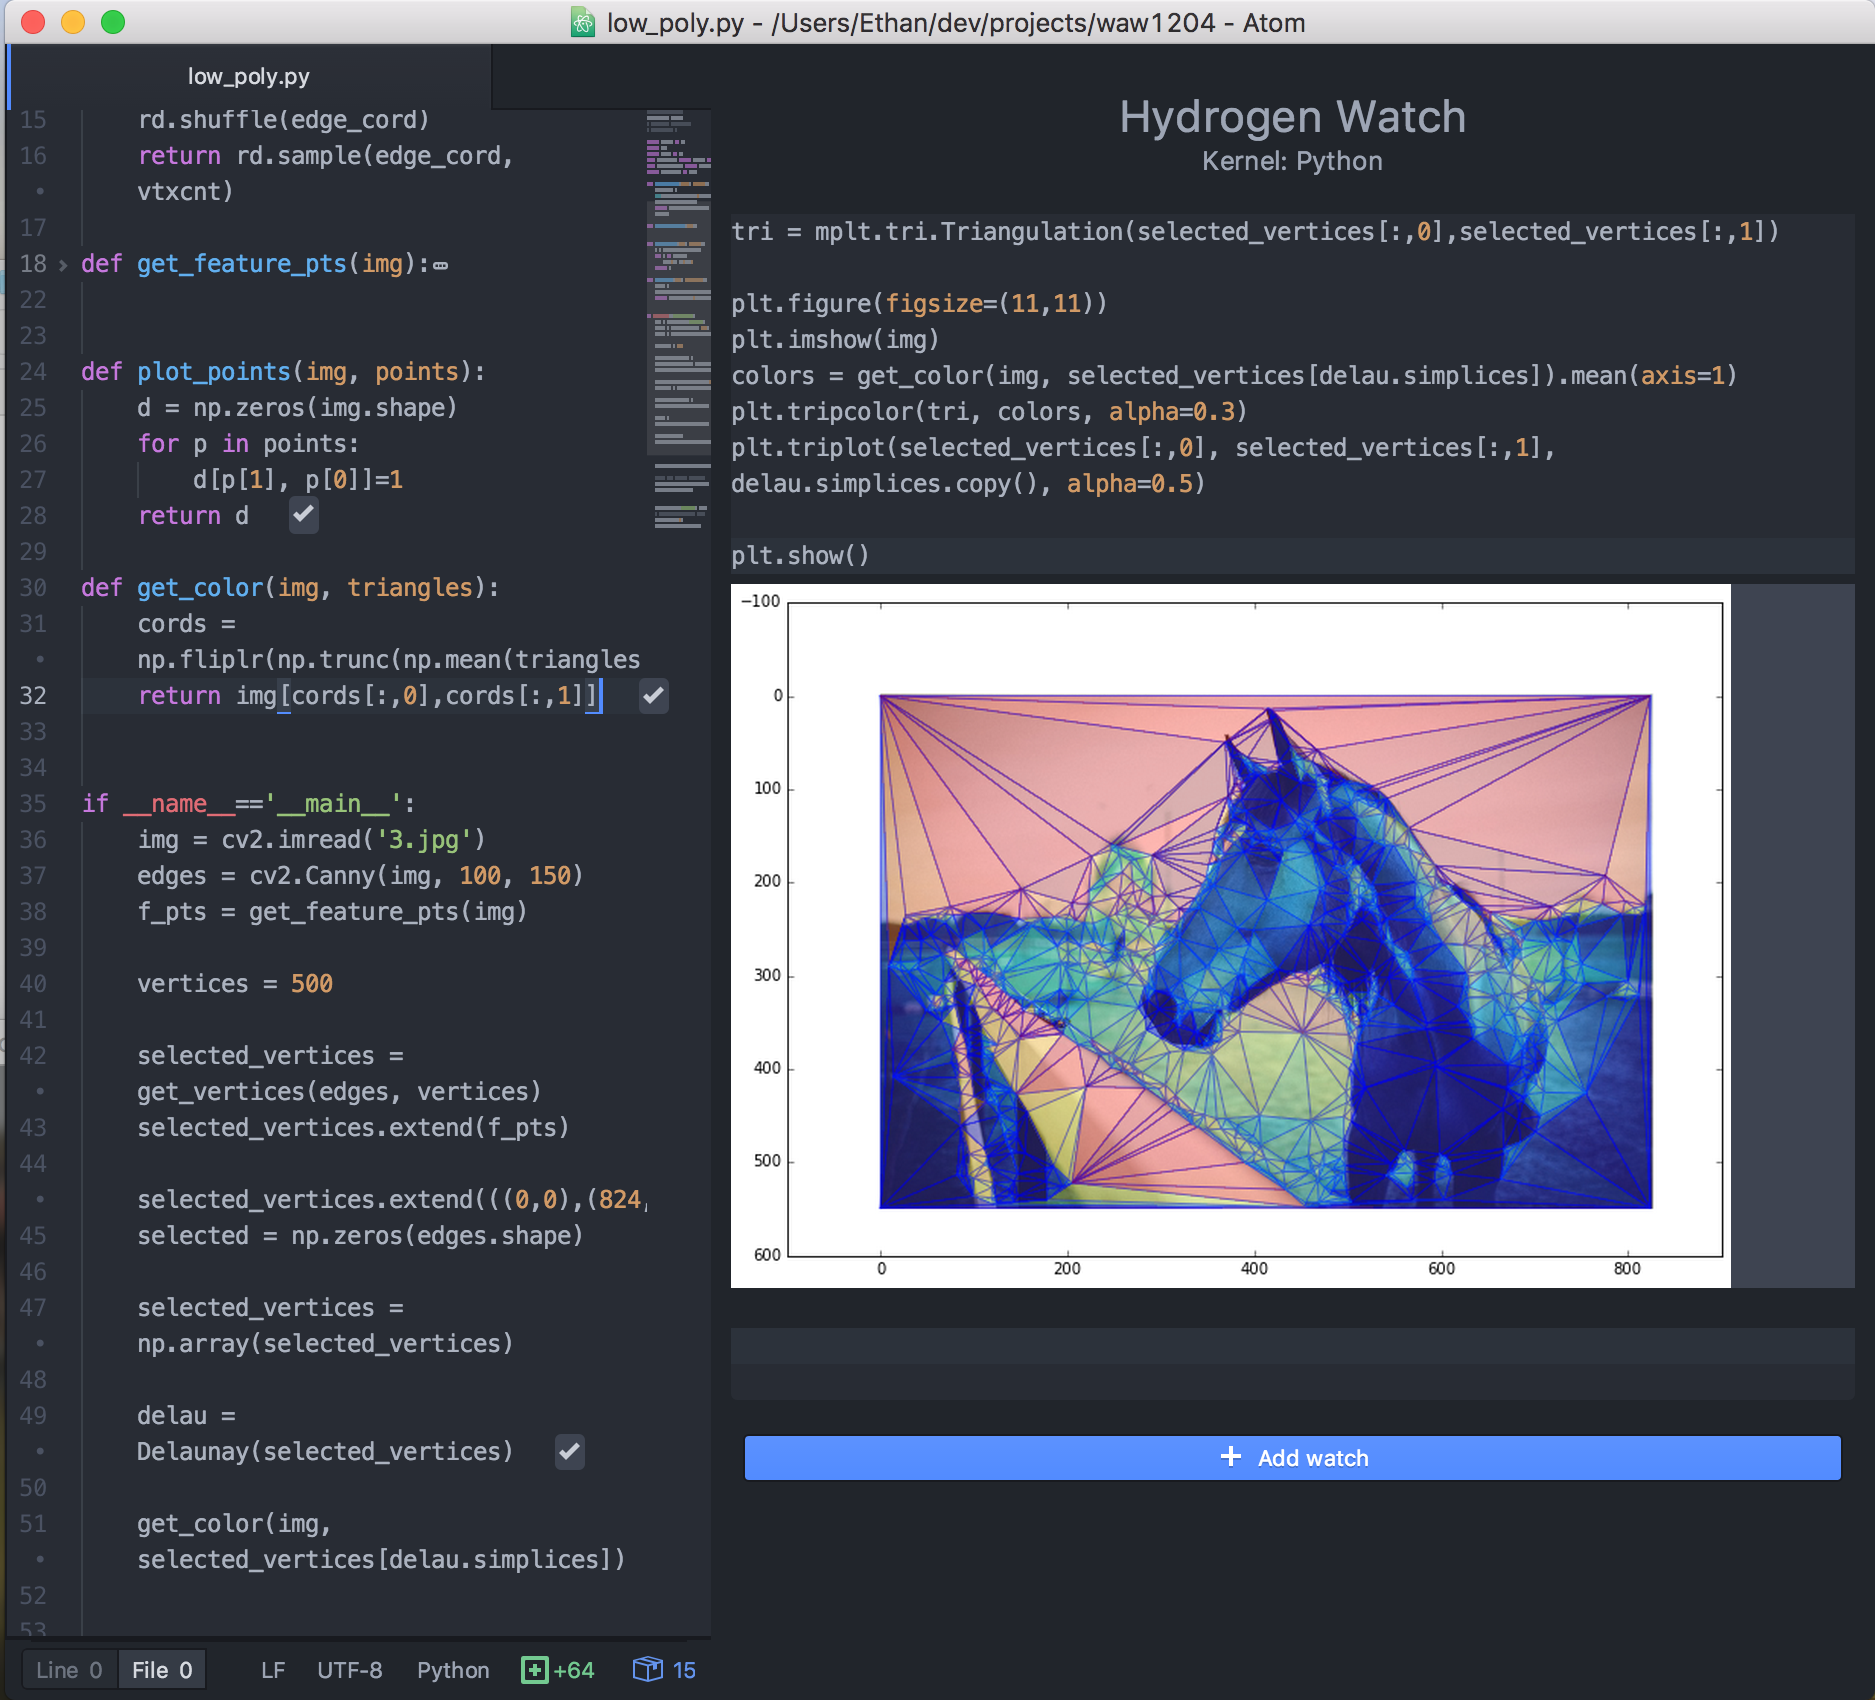 low_poly.py - /Users/Ethan/dev/projects/waw1204 - Atom
low_poly.py
15 rd.shuffle(edge_cord)
16 return rd.sample(edge_cord,
• vtxcnt)
17
18 def get_feature_pts(img):
22
23
24 def plot_points(img, points):
25 d = np.zeros(img.shape)
26 for p in points:
27 d[p[1], p[0]]=1
28 return d
29
30 def get_color(img, triangles):
31 cords =
• np.fliplr(np.trunc(np.mean(triangles
32 return img[cords[:,0],cords[:,1]]
33
34
35 if __name__=='__main__':
36 img = cv2.imread('3.jpg')
37 edges = cv2.Canny(img, 100, 150)
38 f_pts = get_feature_pts(img)
39
40 vertices = 500
41
42 selected_vertices =
• get_vertices(edges, vertices)
43 selected_vertices.extend(f_pts)
44
• selected_vertices.extend(((0,0),(824,
45 selected = np.zeros(edges.shape)
46
47 selected_vertices =
• np.array(selected_vertices)
48
49 delau =
• Delaunay(selected_vertices)
50
51 get_color(img,
• selected_vertices[delau.simplices])
52
53
Line 0 File 0 LF UTF-8 Python +64 15
Hydrogen Watch
Kernel: Python
tri = mplt.tri.Triangulation(selected_vertices[:,0],selected_vertices[:,1])
plt.figure(figsize=(11,11))
plt.imshow(img)
colors = get_color(img, selected_vertices[delau.simplices]).mean(axis=1)
plt.tripcolor(tri, colors, alpha=0.3)
plt.triplot(selected_vertices[:,0], selected_vertices[:,1],
delau.simplices.copy(), alpha=0.5)
plt.show()
−100
0
100
200
300
400
500
600
0 200 400 600 800
+ Add watch